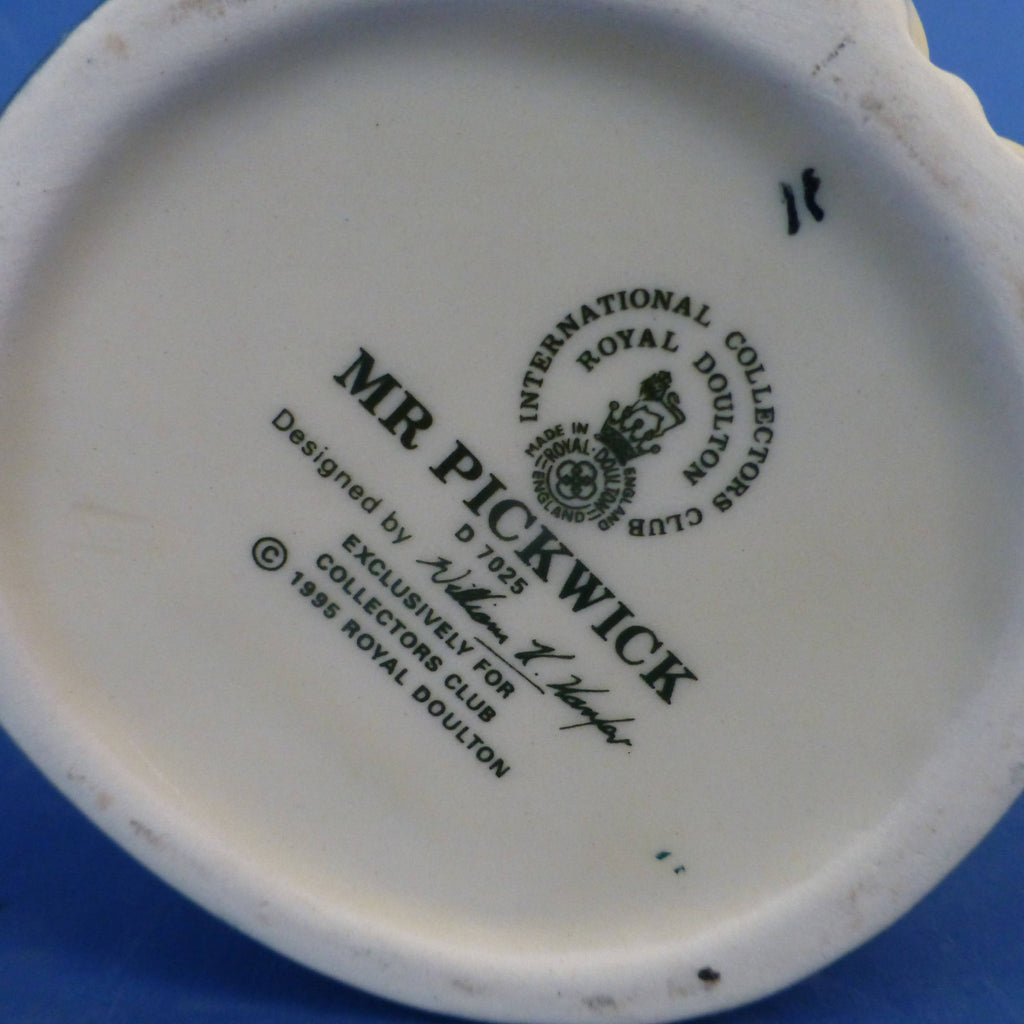 INTERNATIONAL COLLECTORS CLUB
ROYAL DOULTON
MADE IN ENGLAND
ROYAL·DOULTON
ENGLAND
MR PICKWICK
D 7025
Designed by William K. Harper
EXCLUSIVELY FOR
COLLECTORS CLUB
© 1995 ROYAL DOULTON